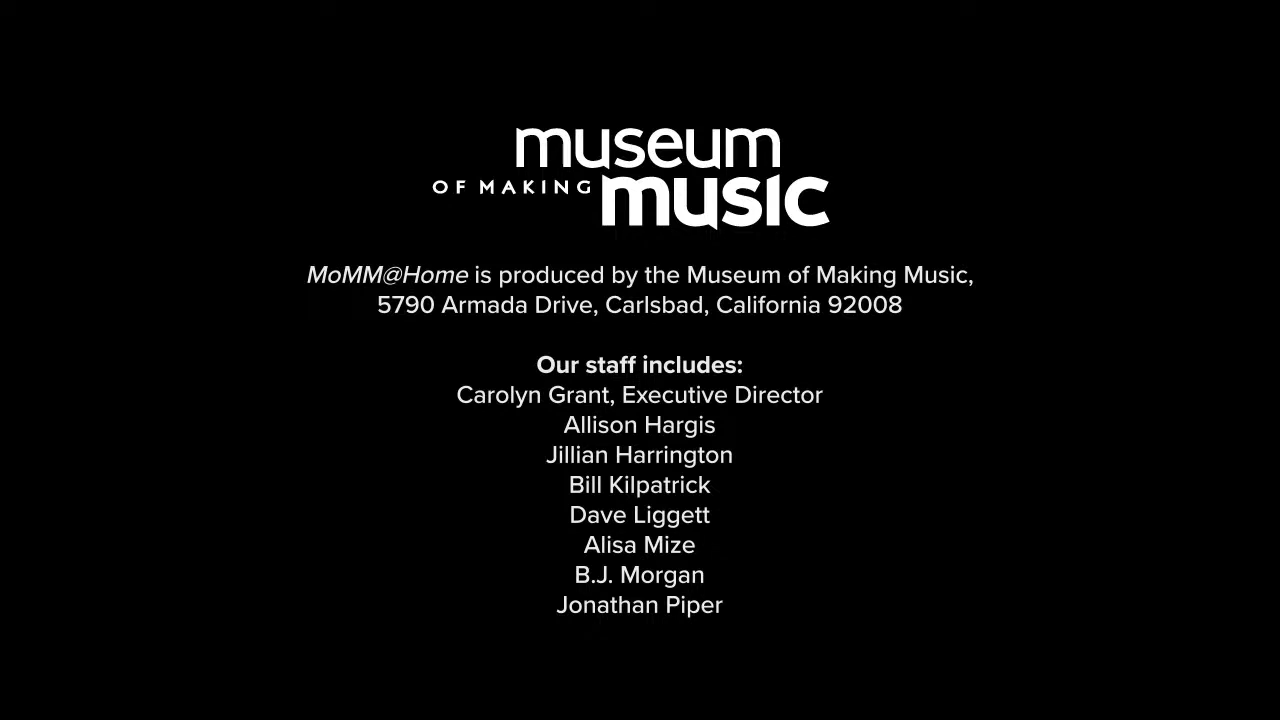 museum
OF MAKING music
MoMM@Home is produced by the Museum of Making Music,
5790 Armada Drive, Carlsbad, California 92008
Our staff includes:
Carolyn Grant, Executive Director
Allison Hargis
Jillian Harrington
Bill Kilpatrick
Dave Liggett
Alisa Mize
B.J. Morgan
Jonathan Piper